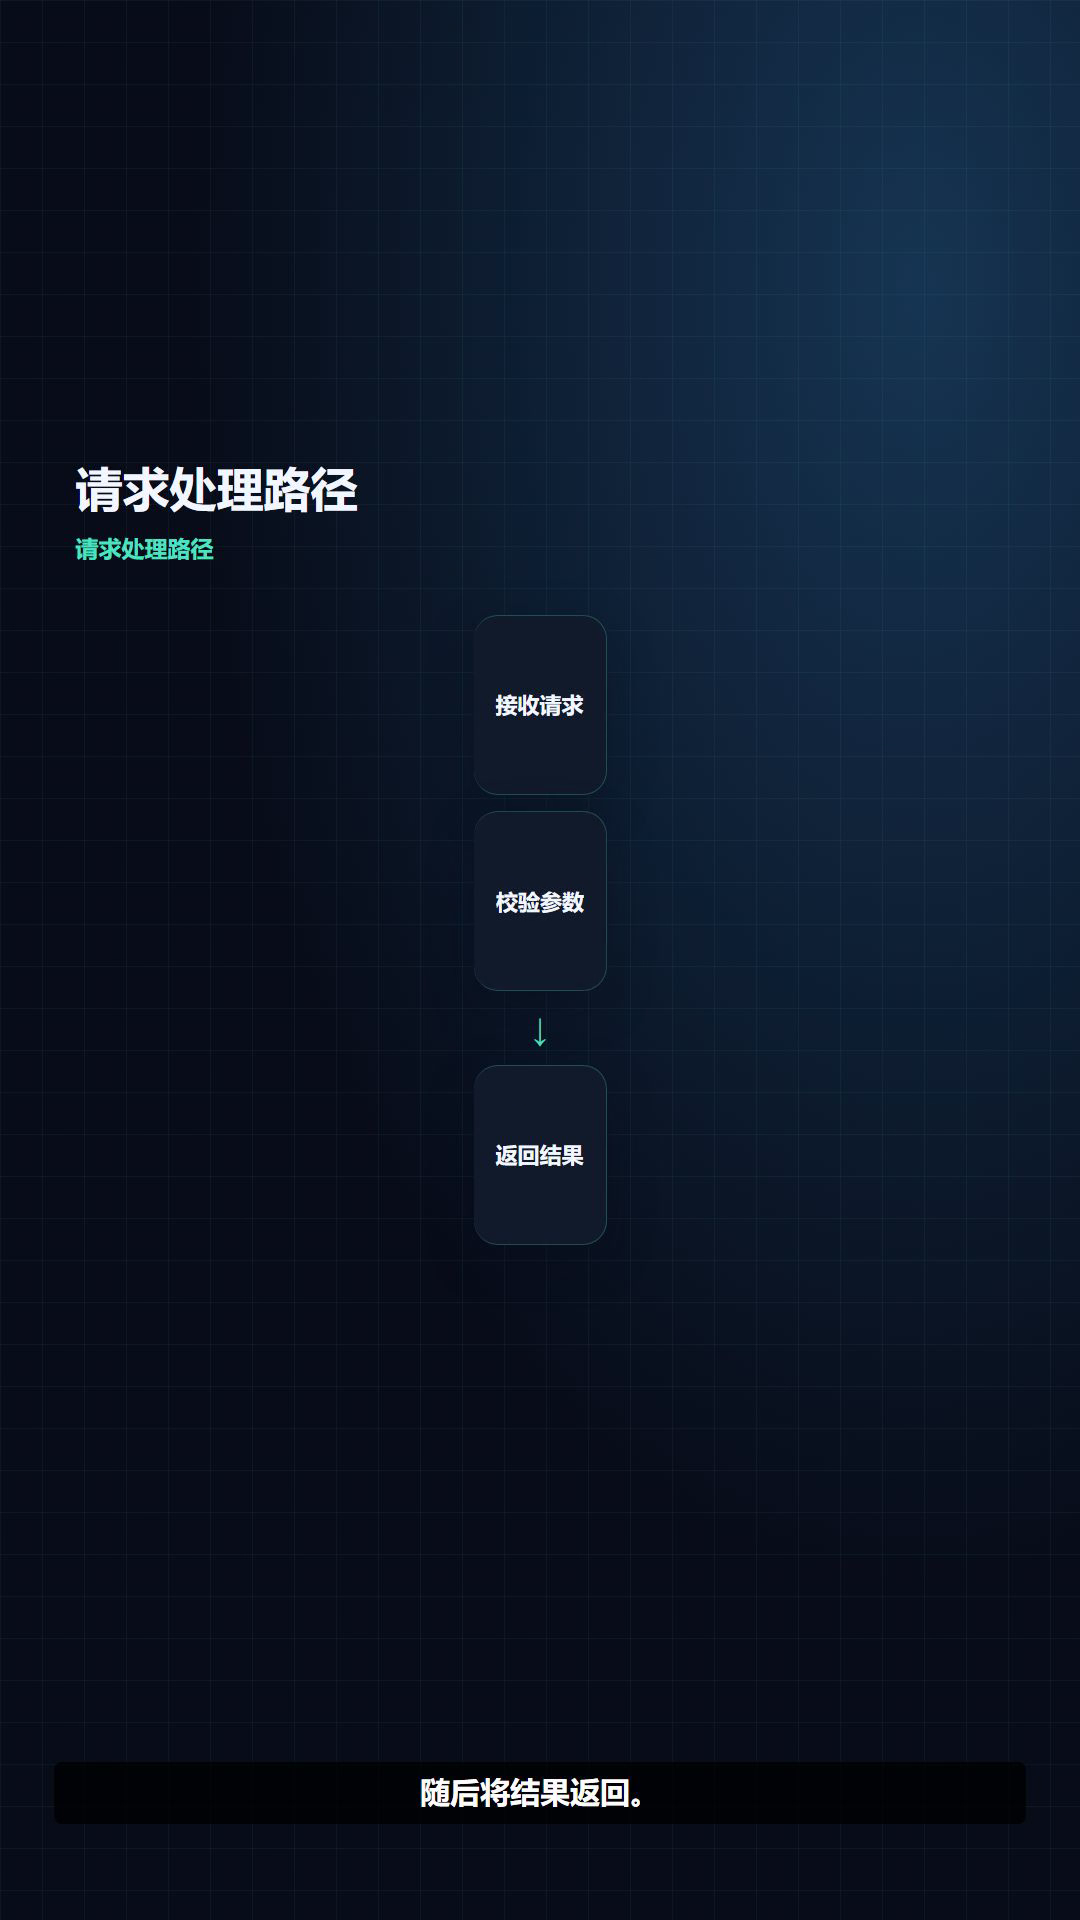 请求处理路径
请求处理路径
接收请求
校验参数
↓
返回结果
随后将结果返回。